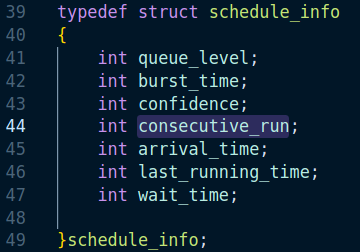 39 typedef struct schedule_info
40 {
41 int queue_level;
42 int burst_time;
43 int confidence;
44 int consecutive_run;
45 int arrival_time;
46 int last_running_time;
47 int wait_time;
48
49 }schedule_info;